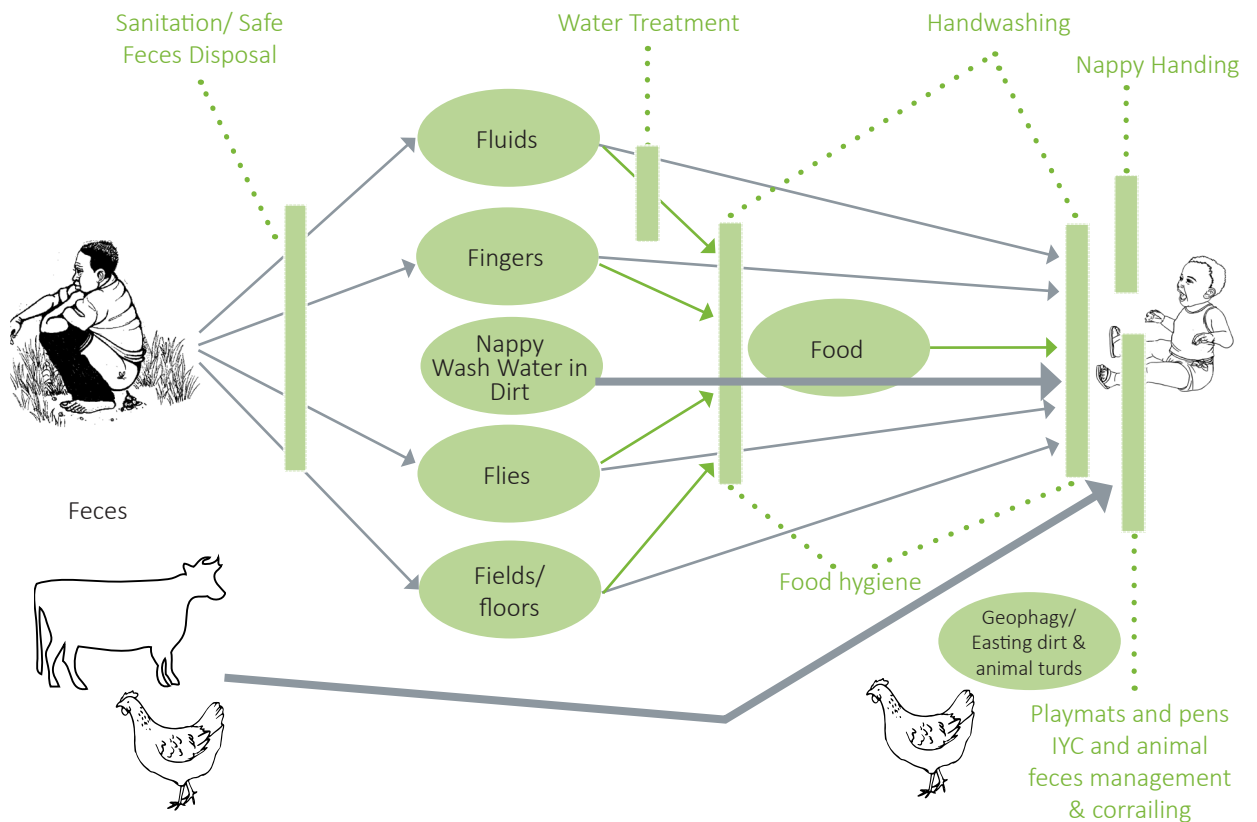 Sanitation/ Safe
Feces Disposal
Water Treatment
Handwashing
Nappy Handing
Fluids
Fingers
Nappy
Wash Water in
Dirt
Food
Flies
Feces
Fields/
floors
Food hygiene
Geophagy/
Easting dirt &
animal turds
Playmats and pens
IYC and animal
feces management
& corrailing